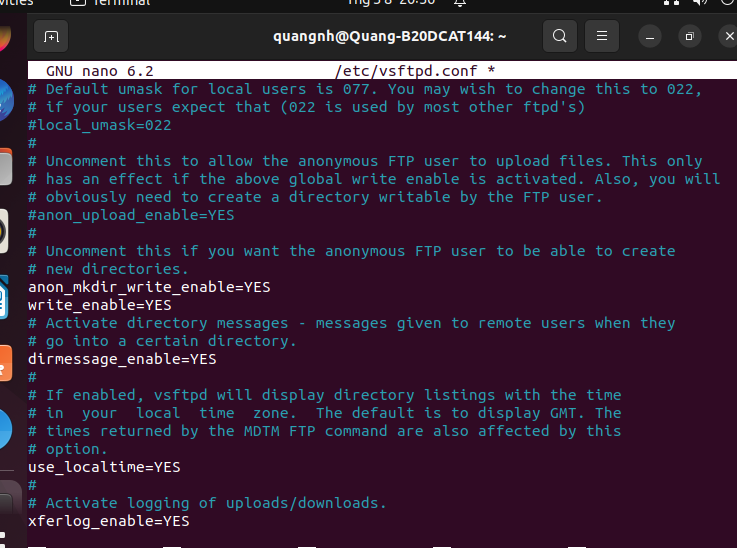 Terminal
quangnh@Quang-B20DCAT144: ~
GNU nano 6.2 /etc/vsftpd.conf *
# Default umask for local users is 077. You may wish to change this to 022,
# if your users expect that (022 is used by most other ftpd's)
#local_umask=022
#
# Uncomment this to allow the anonymous FTP user to upload files. This only
# has an effect if the above global write enable is activated. Also, you will
# obviously need to create a directory writable by the FTP user.
#anon_upload_enable=YES
#
# Uncomment this if you want the anonymous FTP user to be able to create
# new directories.
anon_mkdir_write_enable=YES
write_enable=YES
# Activate directory messages - messages given to remote users when they
# go into a certain directory.
dirmessage_enable=YES
#
# If enabled, vsftpd will display directory listings with the time
# in  your  local  time  zone.  The default is to display GMT. The
# times returned by the MDTM FTP command are also affected by this
# option.
use_localtime=YES
#
# Activate logging of uploads/downloads.
xferlog_enable=YES